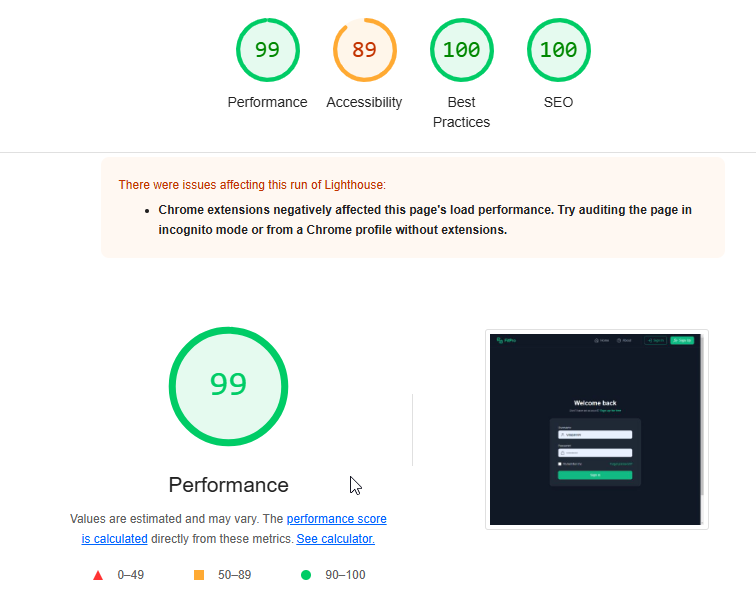 99
89
100
100
Performance
Accessibility
Best
Practices
SEO
There were issues affecting this run of Lighthouse:
• Chrome extensions negatively affected this page's load performance. Try auditing the page in
incognito mode or from a Chrome profile without extensions.
99
Performance
Values are estimated and may vary. The performance score
is calculated directly from these metrics. See calculator.
0–49
50–89
90–100
Welcome back
Sign in